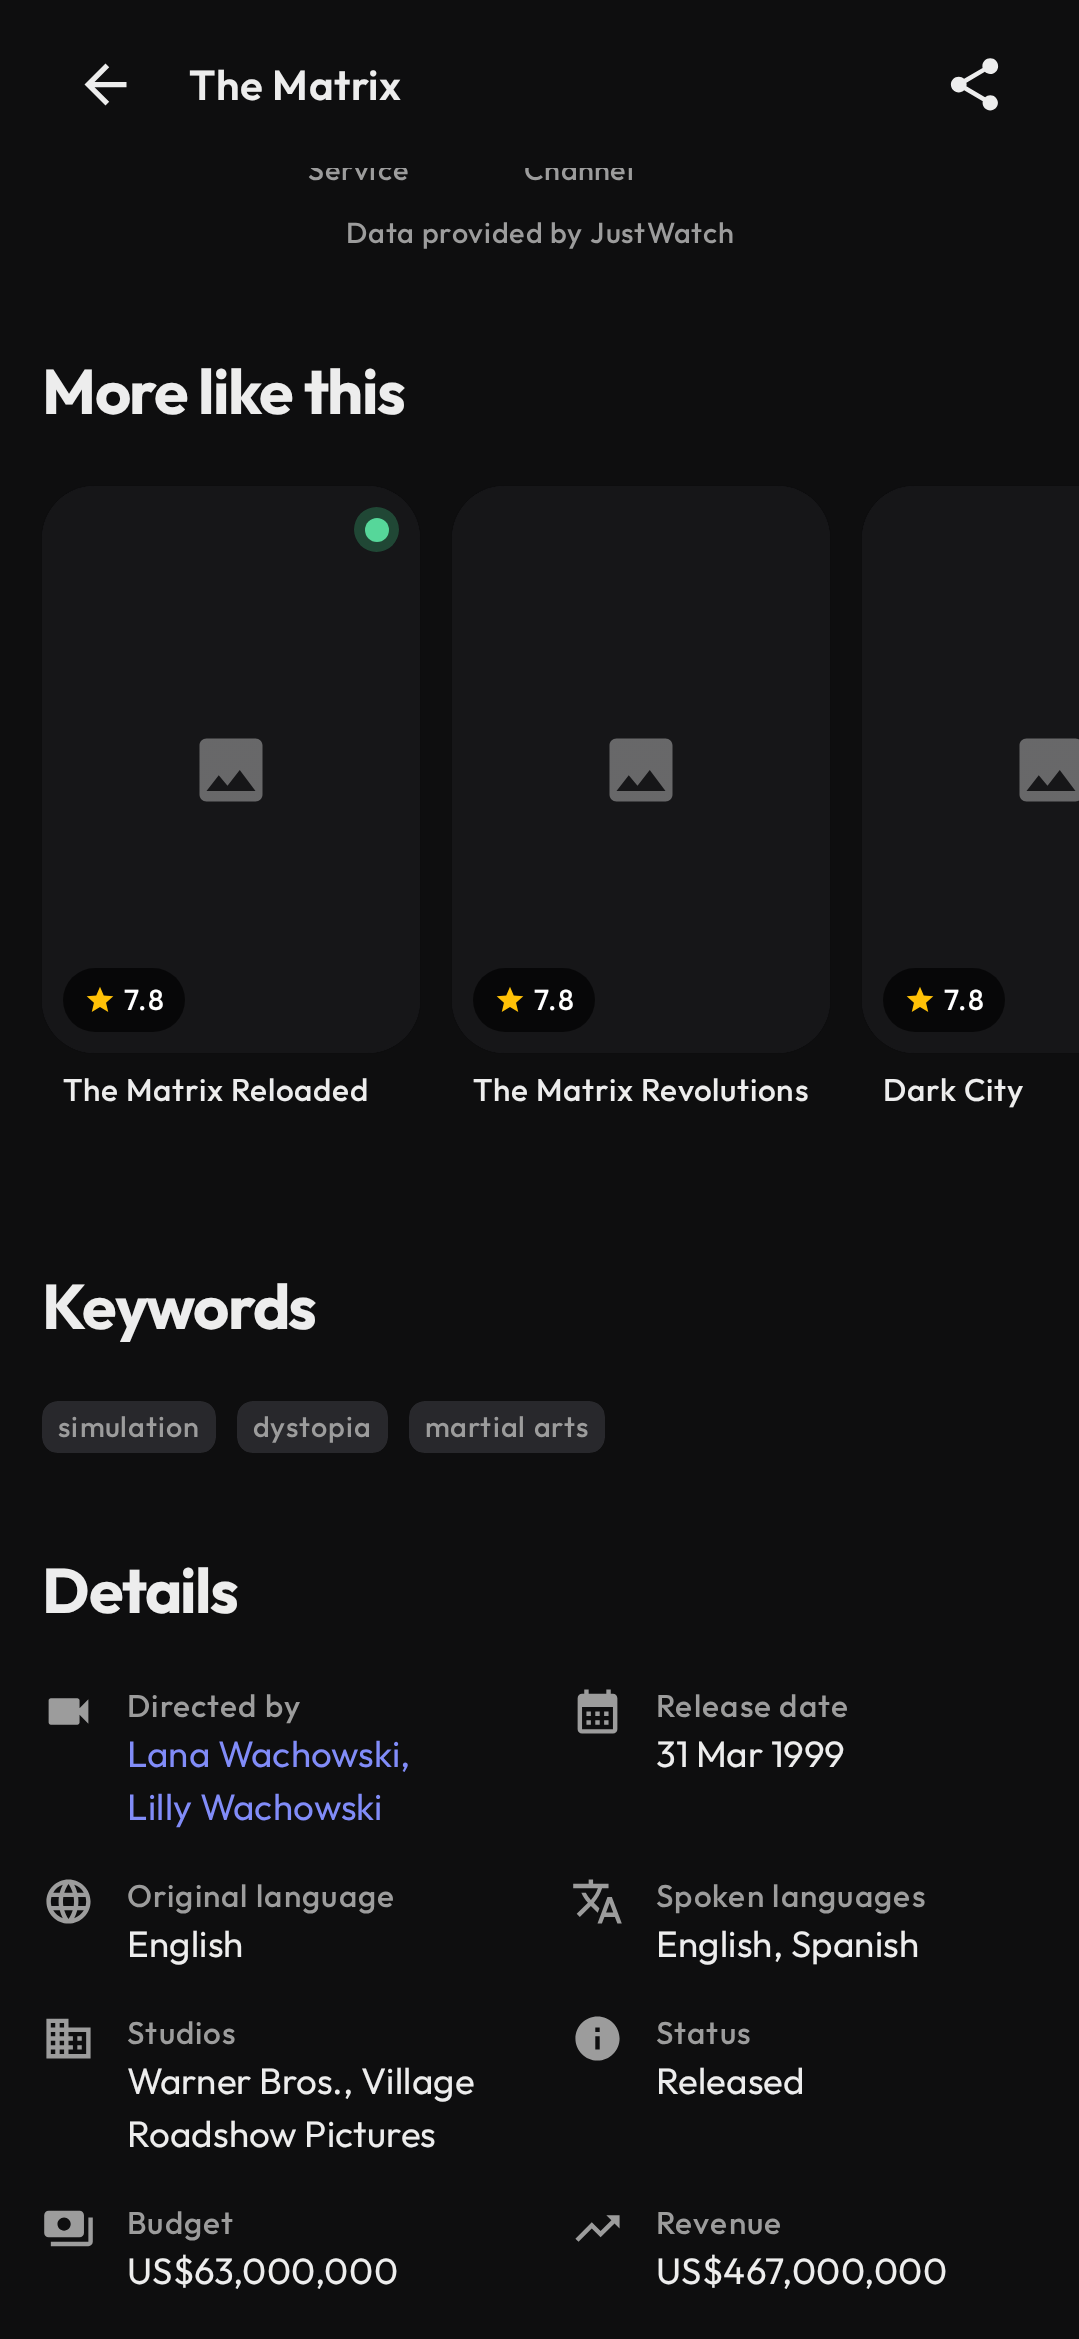 The Matrix
Service Channel
Data provided by JustWatch
More like this
7.8 7.8 7.8
The Matrix Reloaded The Matrix Revolutions Dark City
Keywords
simulation dystopia martial arts
Details
Directed by
Lana Wachowski,
Lilly Wachowski
Release date
31 Mar 1999
Original language
English
Spoken languages
English, Spanish
Studios
Warner Bros., Village
Roadshow Pictures
Status
Released
Budget
US$63,000,000
Revenue
US$467,000,000